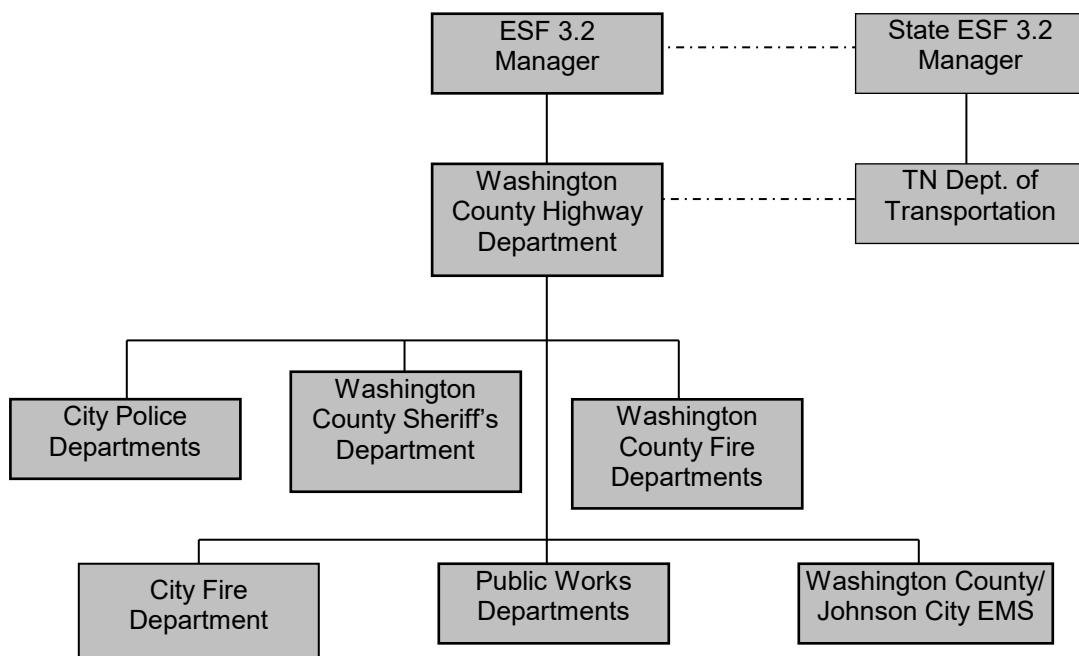 ESF 3.2
Manager
State ESF 3.2
Manager
Washington
County Highway
Department
TN Dept. of
Transportation
City Police
Departments
Washington
County Sheriff’s
Department
Washington
County Fire
Departments
City Fire
Department
Public Works
Departments
Washington County/
Johnson City EMS